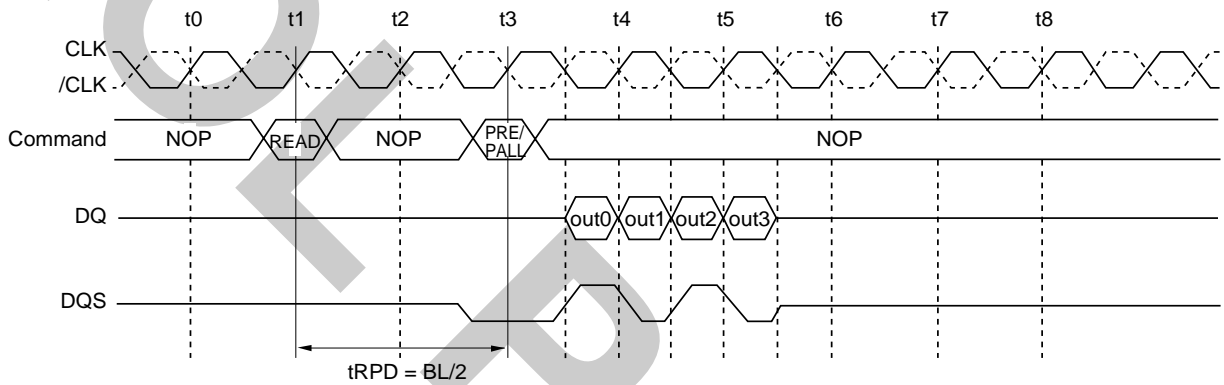 t0 t1 t2 t3 t4 t5 t6 t7 t8
CLK
/CLK
Command NOP READ NOP PRE/ PALL NOP
DQ out0 out1 out2 out3
DQS
tRPD = BL/2